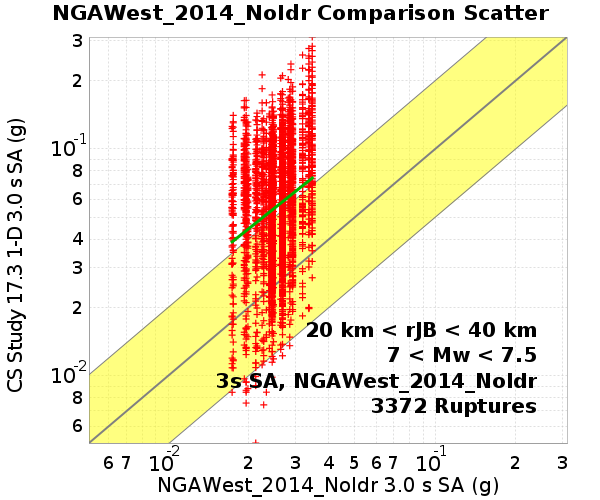 NGAWest_2014_NoIdr Comparison Scatter
3
2
10-1
8
6
4
3
2
10-2
8
6
CS Study 17.3 1-D 3.0 s SA (g)
20 km < rJB < 40 km
7 < Mw < 7.5
3s SA, NGAWest_2014_NoIdr
3372 Ruptures
6 7 10-2 2 3 4 5 6 7 10-1 2 3
NGAWest_2014_NoIdr 3.0 s SA (g)